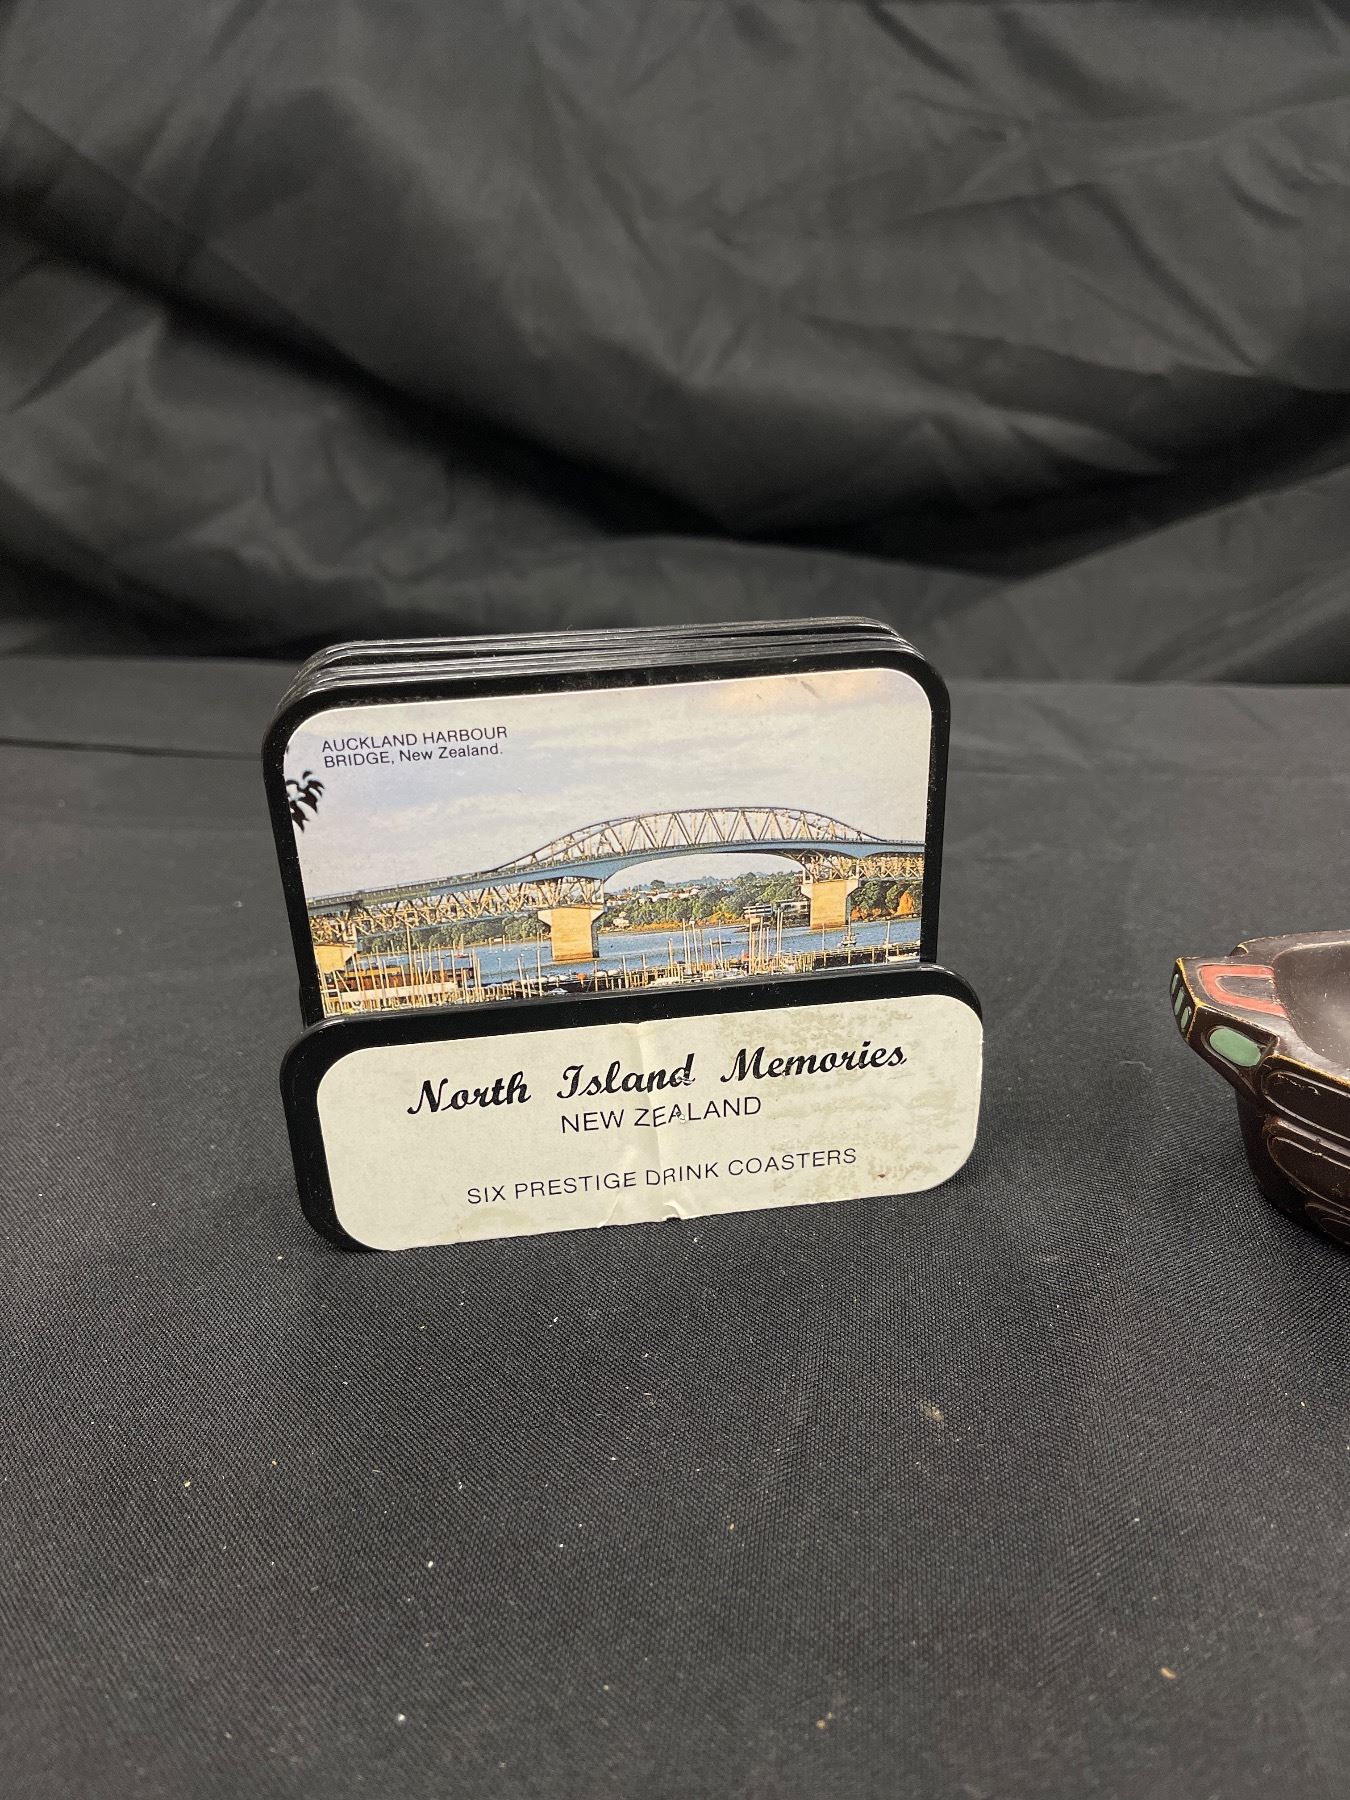 AUCKLAND HARBOUR
BRIDGE, New Zealand.
North Island Memories
NEW ZEALAND
SIX PRESTIGE DRINK COASTERS